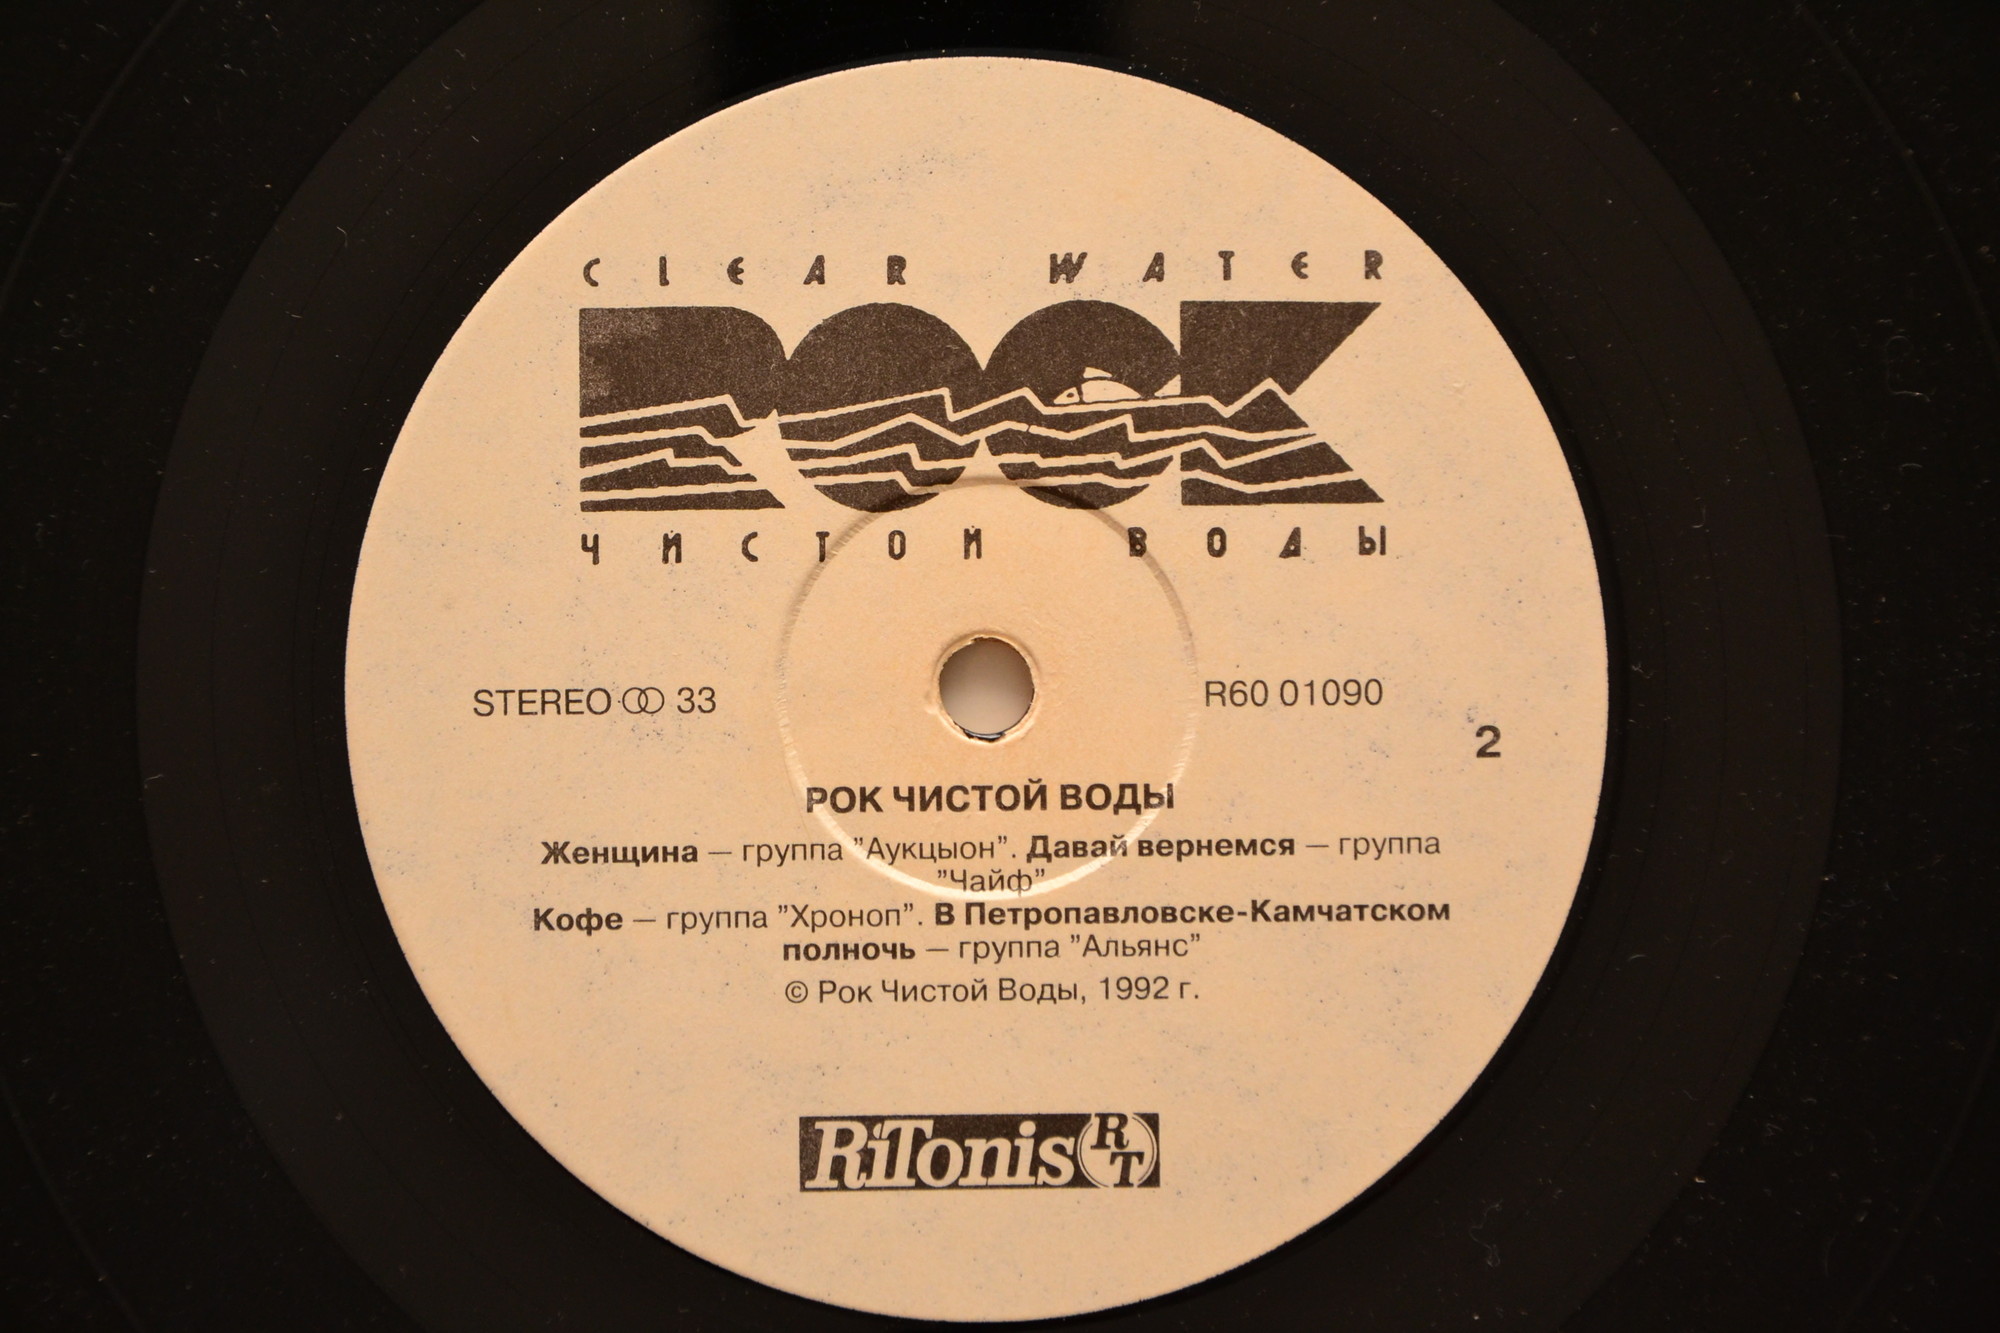 CLEAR WATER
ROCK
ЧИСТОЙ ВОДЫ
STEREO 33
R60 01090
2
РОК ЧИСТОЙ ВОДЫ
Женщина — группа "Аукцыон". Давай вернемся — группа
"Чайф"
Кофе — группа "Хроноп". В Петропавловске-Камчатском
полночь — группа "Альянс"
© Рок Чистой Воды, 1992 г.
RiTonis RT